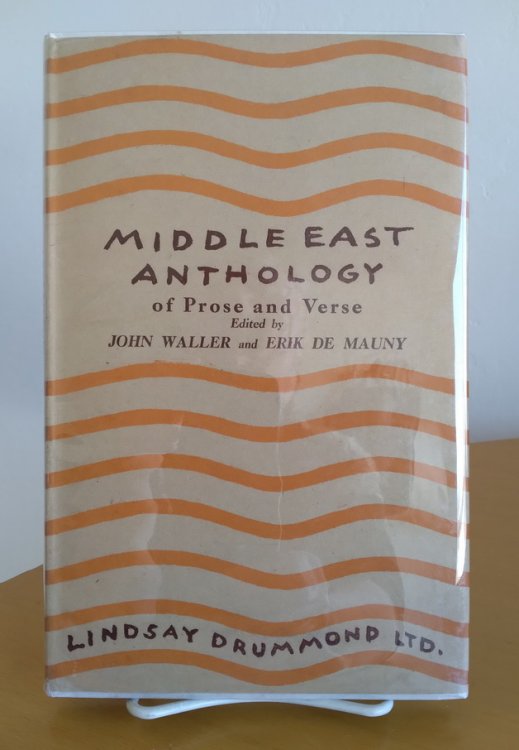 MIDDLE EAST
ANTHOLOGY
of Prose and Verse
Edited by
JOHN WALLER and ERIK DE MAUNY
LINDSAY DRUMMOND LTD.